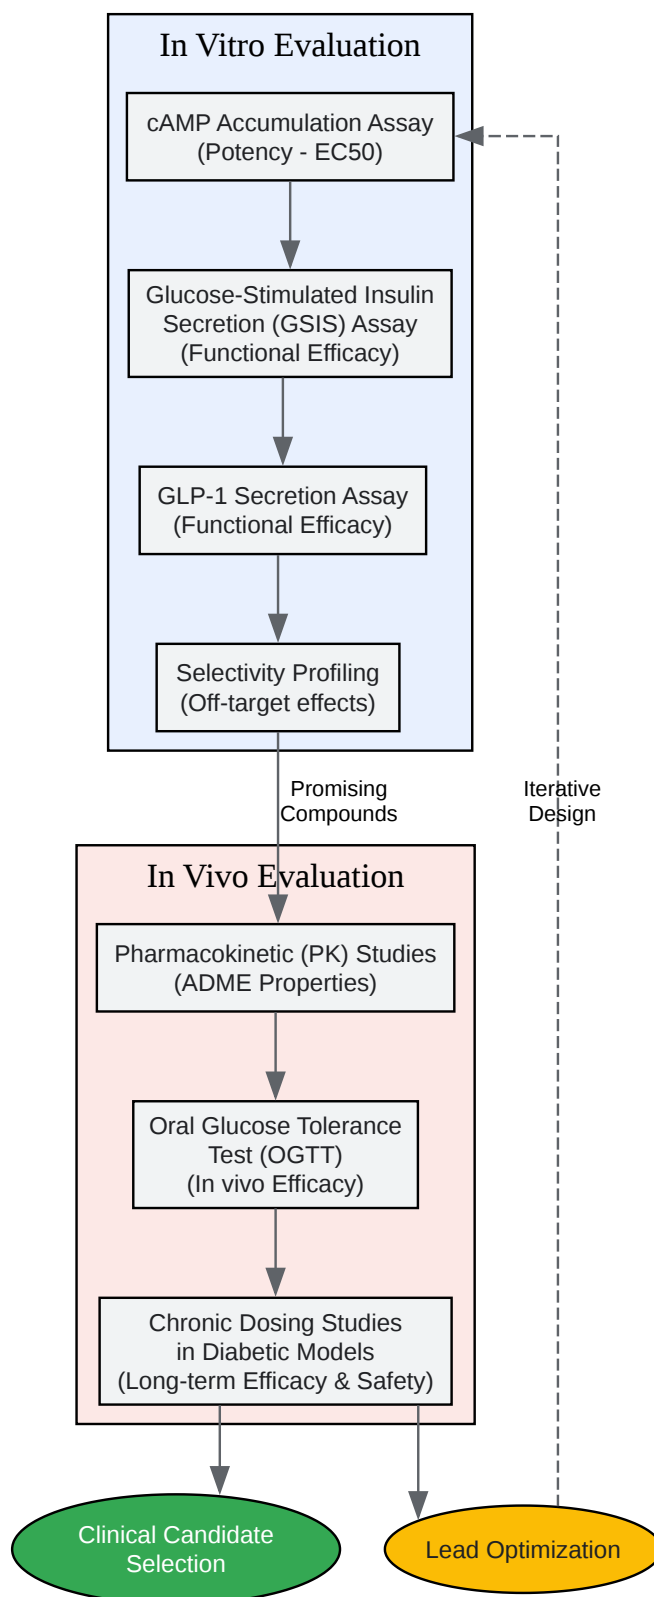 In Vitro Evaluation
cAMP Accumulation Assay
(Potency - EC50)
Glucose-Stimulated Insulin
Secretion (GSIS) Assay
(Functional Efficacy)
GLP-1 Secretion Assay
(Functional Efficacy)
Selectivity Profiling
(Off-target effects)
Promising
Compounds
Iterative
Design
In Vivo Evaluation
Pharmacokinetic (PK) Studies
(ADME Properties)
Oral Glucose Tolerance
Test (OGTT)
(In vivo Efficacy)
Chronic Dosing Studies
in Diabetic Models
(Long-term Efficacy & Safety)
Clinical Candidate
Selection
Lead Optimization